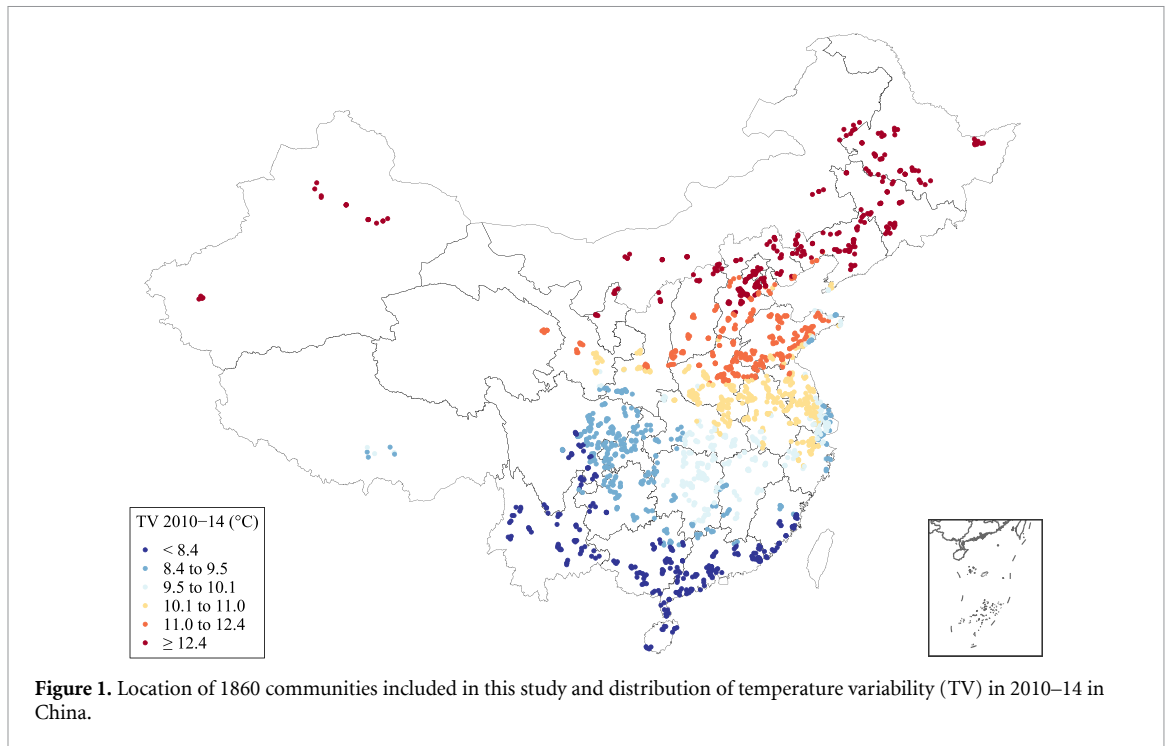 TV 2010−14 (°C)
< 8.4
8.4 to 9.5
9.5 to 10.1
10.1 to 11.0
11.0 to 12.4
≥ 12.4
Figure 1. Location of 1860 communities included in this study and distribution of temperature variability (TV) in 2010–14 in
China.